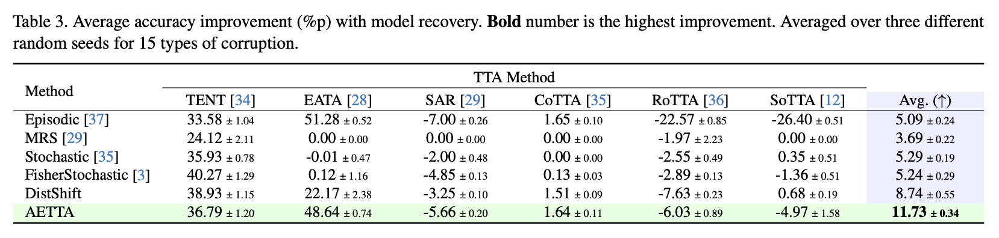 Table 3. Average accuracy improvement (%p) with model recovery. Bold number is the highest improvement. Averaged over three different
random seeds for 15 types of corruption.
TTA Method
Method
TENT [34] EATA [28] SAR [29] CoTTA [35] RoTTA [36] SoTTA [12] Avg. (↑)
Episodic [37] 33.58 ± 1.04 51.28 ± 0.52 -7.00 ± 0.26 1.65 ± 0.10 -22.57 ± 0.85 -26.40 ± 0.51 5.09 ± 0.24
MRS [29] 24.12 ± 2.11 0.00 ± 0.00 0.00 ± 0.00 0.00 ± 0.00 -1.97 ± 2.23 0.00 ± 0.00 3.69 ± 0.22
Stochastic [35] 35.93 ± 0.78 -0.01 ± 0.47 -2.00 ± 0.48 0.00 ± 0.00 -2.55 ± 0.49 0.35 ± 0.51 5.29 ± 0.19
FisherStochastic [3] 40.27 ± 1.29 0.12 ± 1.16 -4.85 ± 0.13 0.13 ± 0.03 -2.89 ± 0.13 -1.36 ± 0.51 5.24 ± 0.29
DistShift 38.93 ± 1.15 22.17 ± 2.38 -3.25 ± 0.10 1.51 ± 0.09 -7.63 ± 0.23 0.68 ± 0.19 8.74 ± 0.55
AETTA 36.79 ± 1.20 48.64 ± 0.74 -5.66 ± 0.20 1.64 ± 0.11 -6.03 ± 0.89 -4.97 ± 1.58 11.73 ± 0.34